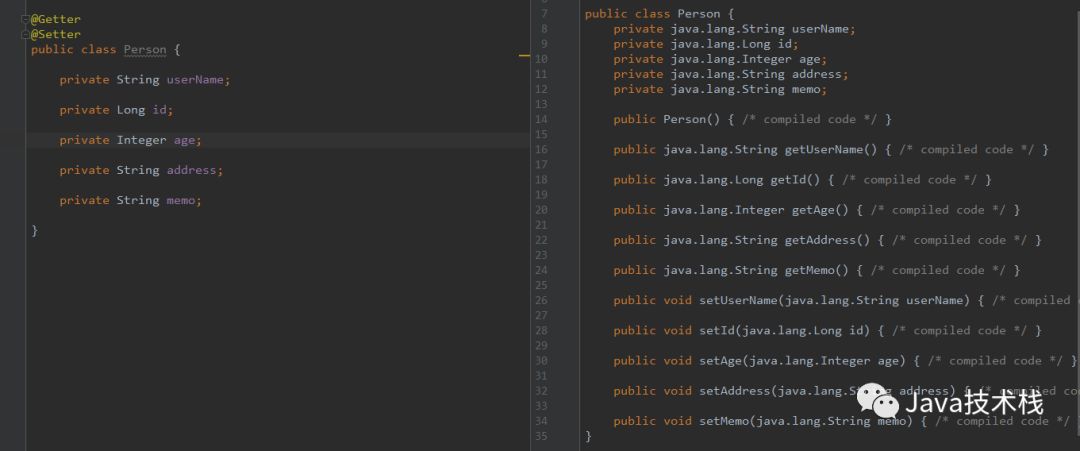 @Getter
@Setter
public class Person {
private String userName;
private Long id;
private Integer age;
private String address;
private String memo;
}
7 public class Person {
8 private java.lang.String userName;
9 private java.lang.Long id;
10 private java.lang.Integer age;
11 private java.lang.String address;
12 private java.lang.String memo;
13
14 public Person() { /* compiled code */ }
15
16 public java.lang.String getUserName() { /* compiled code */ }
17
18 public java.lang.Long getId() { /* compiled code */ }
19
20 public java.lang.Integer getAge() { /* compiled code */ }
21
22 public java.lang.String getAddress() { /* compiled code */ }
23
24 public java.lang.String getMemo() { /* compiled code */ }
25
26 public void setUserName(java.lang.String userName) { /* compiled
27
28 public void setId(java.lang.Long id) { /* compiled code */ }
29
30 public void setAge(java.lang.Integer age) { /* compiled code */ }
31
32 public void setAddress(java.lang.String address) { /* compiled co
33
34 public void setMemo(java.lang.String memo) { /* compiled code */
35 }
Java技术栈